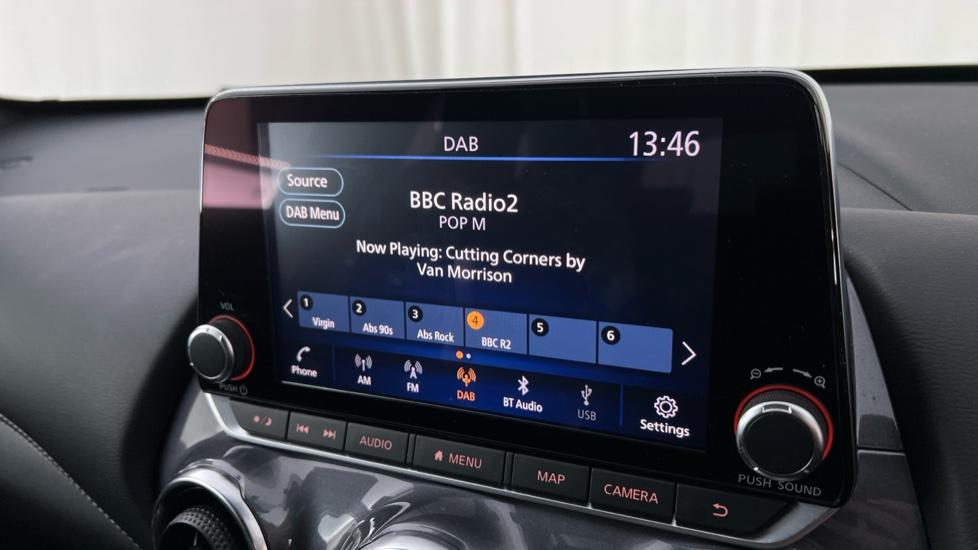 DAB
13:46
Source
DAB Menu
BBC Radio2
POP M
Now Playing: Cutting Corners by
Van Morrison
1 Virgin
2 Abs 90s
3 Abs Rock
4 BBC R2
5
6
Phone
AM
FM
DAB
BT Audio
USB
Settings
VOL
PUSH
AUDIO
MENU
MAP
CAMERA
PUSH SOUND